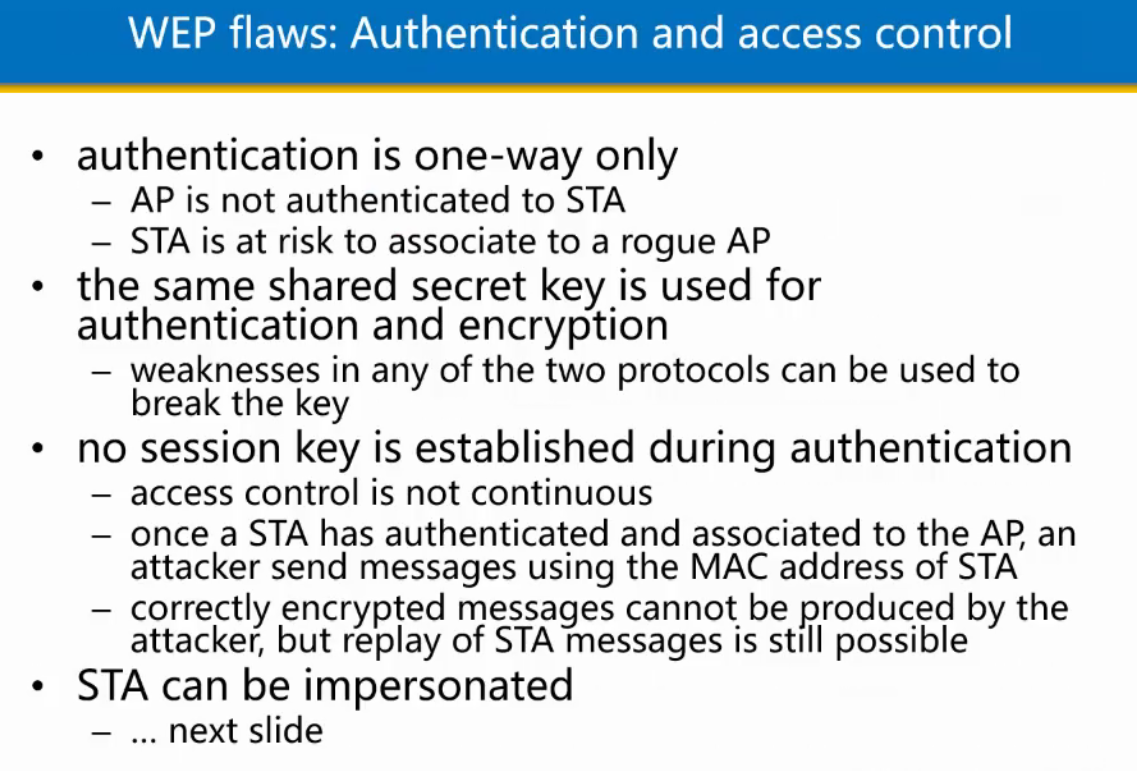 WEP flaws: Authentication and access control
• authentication is one-way only
– AP is not authenticated to STA
– STA is at risk to associate to a rogue AP
• the same shared secret key is used for
authentication and encryption
– weaknesses in any of the two protocols can be used to
break the key
• no session key is established during authentication
– access control is not continuous
– once a STA has authenticated and associated to the AP, an
attacker send messages using the MAC address of STA
– correctly encrypted messages cannot be produced by the
attacker, but replay of STA messages is still possible
• STA can be impersonated
– ... next slide